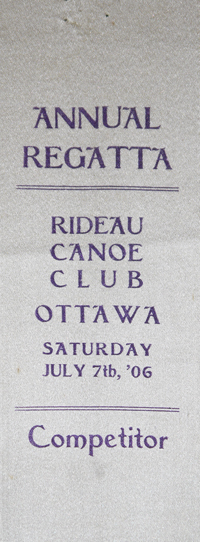 ANNUAL
REGATTA
RIDEAU
CANOE
CLUB
OTTAWA
SATURDAY
JULY 7th, '06
Competitor